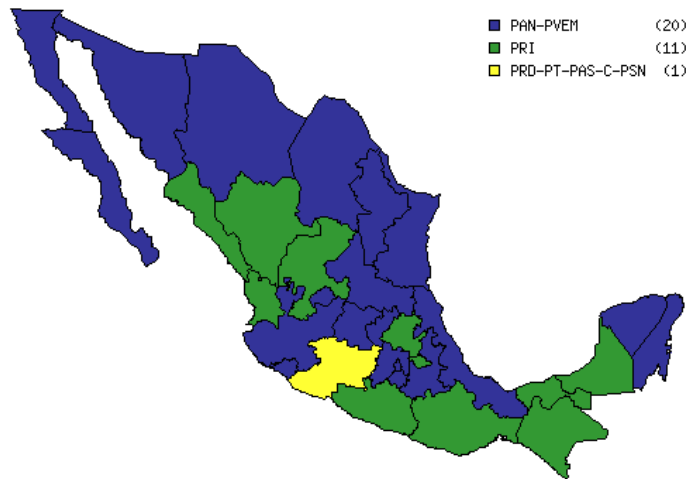 PAN-PVEM (20)
PRI (11)
PRD-PT-PAS-C-PSN (1)